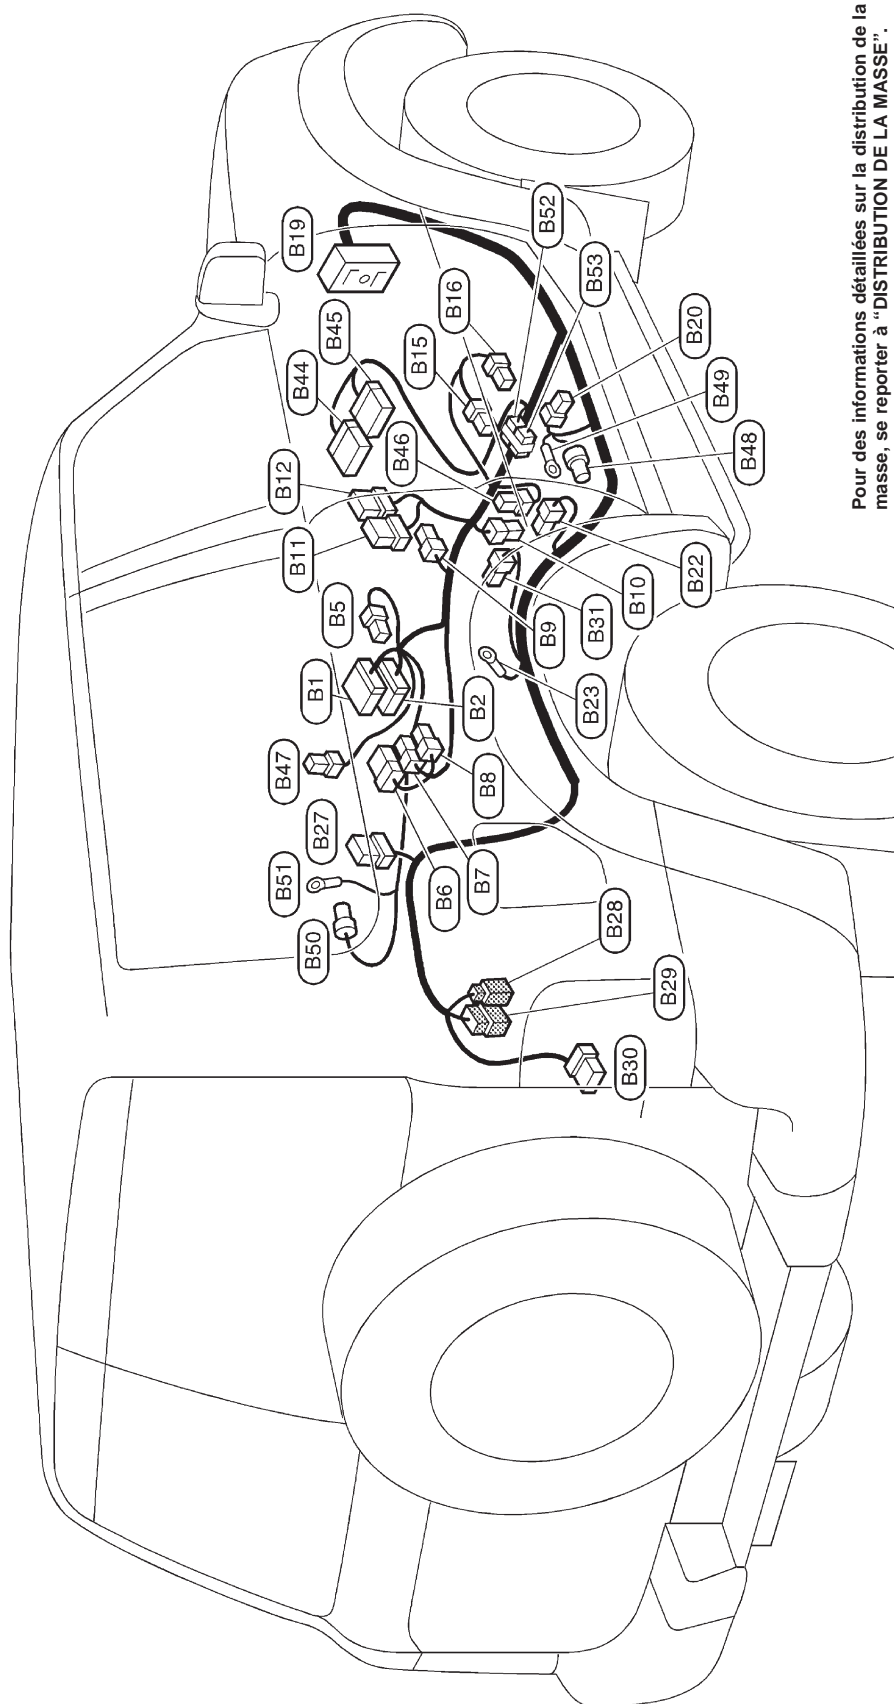 B51
B47
B12
B19
B11
B44
B50
B1
B27
B45
B5
B46
B15
B6
B16
B2
B7
B8
B52
B9
B23
B53
B31
B28
B30
B10
B29
B20
B22
B49
B48
Pour des informations détaillées sur la distribution de la
masse, se reporter à “DISTRIBUTION DE LA MASSE”.